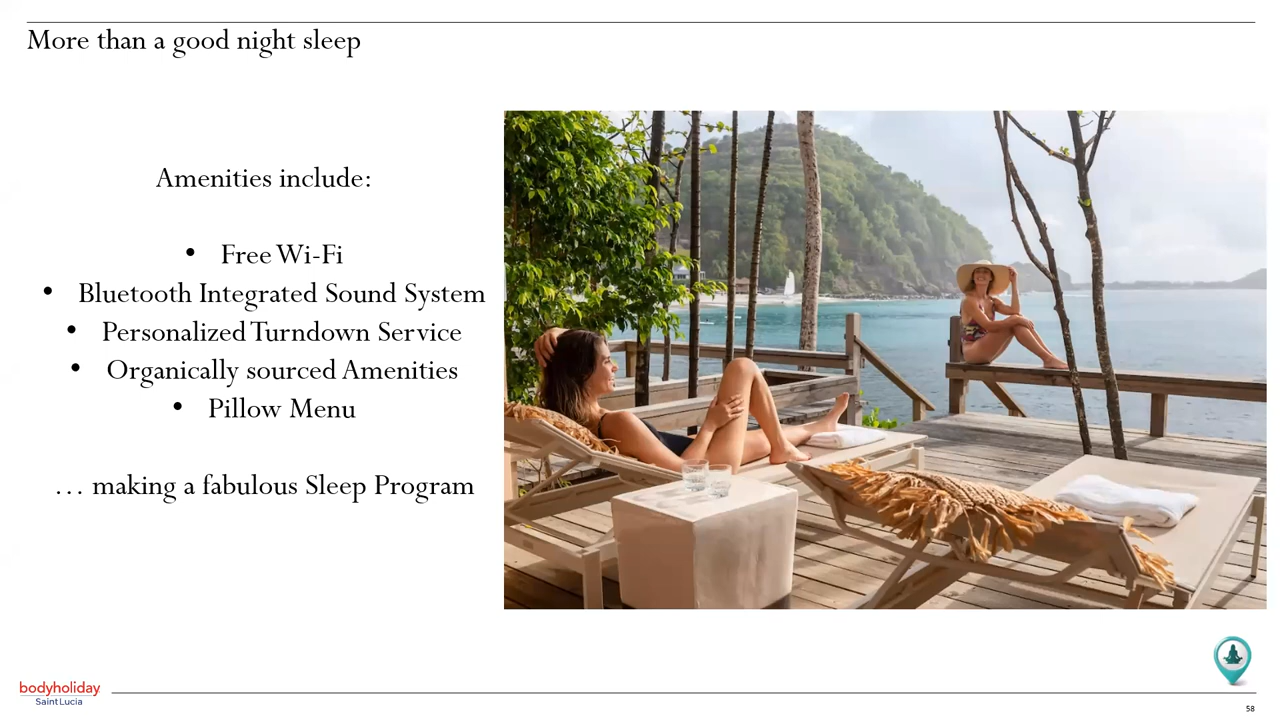 More than a good night sleep
Amenities include:
• Free Wi-Fi
• Bluetooth Integrated Sound System
• Personalized Turndown Service
• Organically sourced Amenities
• Pillow Menu
… making a fabulous Sleep Program
bodyholiday
Saint Lucia
58